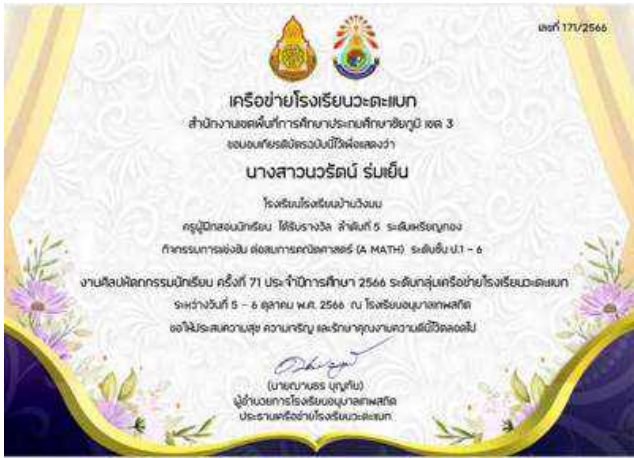 เลขที่ 171/2566
เครือข่ายโรงเรียนวะตะแบก
สำนักงานเขตพื้นที่การศึกษาประถมศึกษาชัยภูมิ เขต 3
ขอมอบเกียรติบัตรฉบับนี้ไว้เพื่อแสดงว่า
นางสาวนวรัตน์ ร่มเย็น
โรงเรียนโรงเรียนบ้านวังมน
ครูผู้ฝึกสอนนักเรียน ได้รับรางวัล ลำดับที่ 5 ระดับเหรียญทอง
กิจกรรมการแข่งขัน ต่อสมการคณิตศาสตร์ (A MATH) ระดับชั้น ป.1 - 6
งานศิลปหัตถกรรมนักเรียน ครั้งที่ 71 ประจำปีการศึกษา 2566 ระดับกลุ่มเครือข่ายโรงเรียนวะตะแบก
ระหว่างวันที่ 5 - 6 ตุลาคม พ.ศ. 2566 ณ โรงเรียนอนุบาลเทพสถิต
ขอให้ประสบความสุข ความเจริญ และรักษาคุณงามความดีนี้ไว้ตลอดไป
(นายญาณธร บุญกัน)
ผู้อำนวยการโรงเรียนอนุบาลเทพสถิต
ประธานเครือข่ายโรงเรียนวะตะแบก